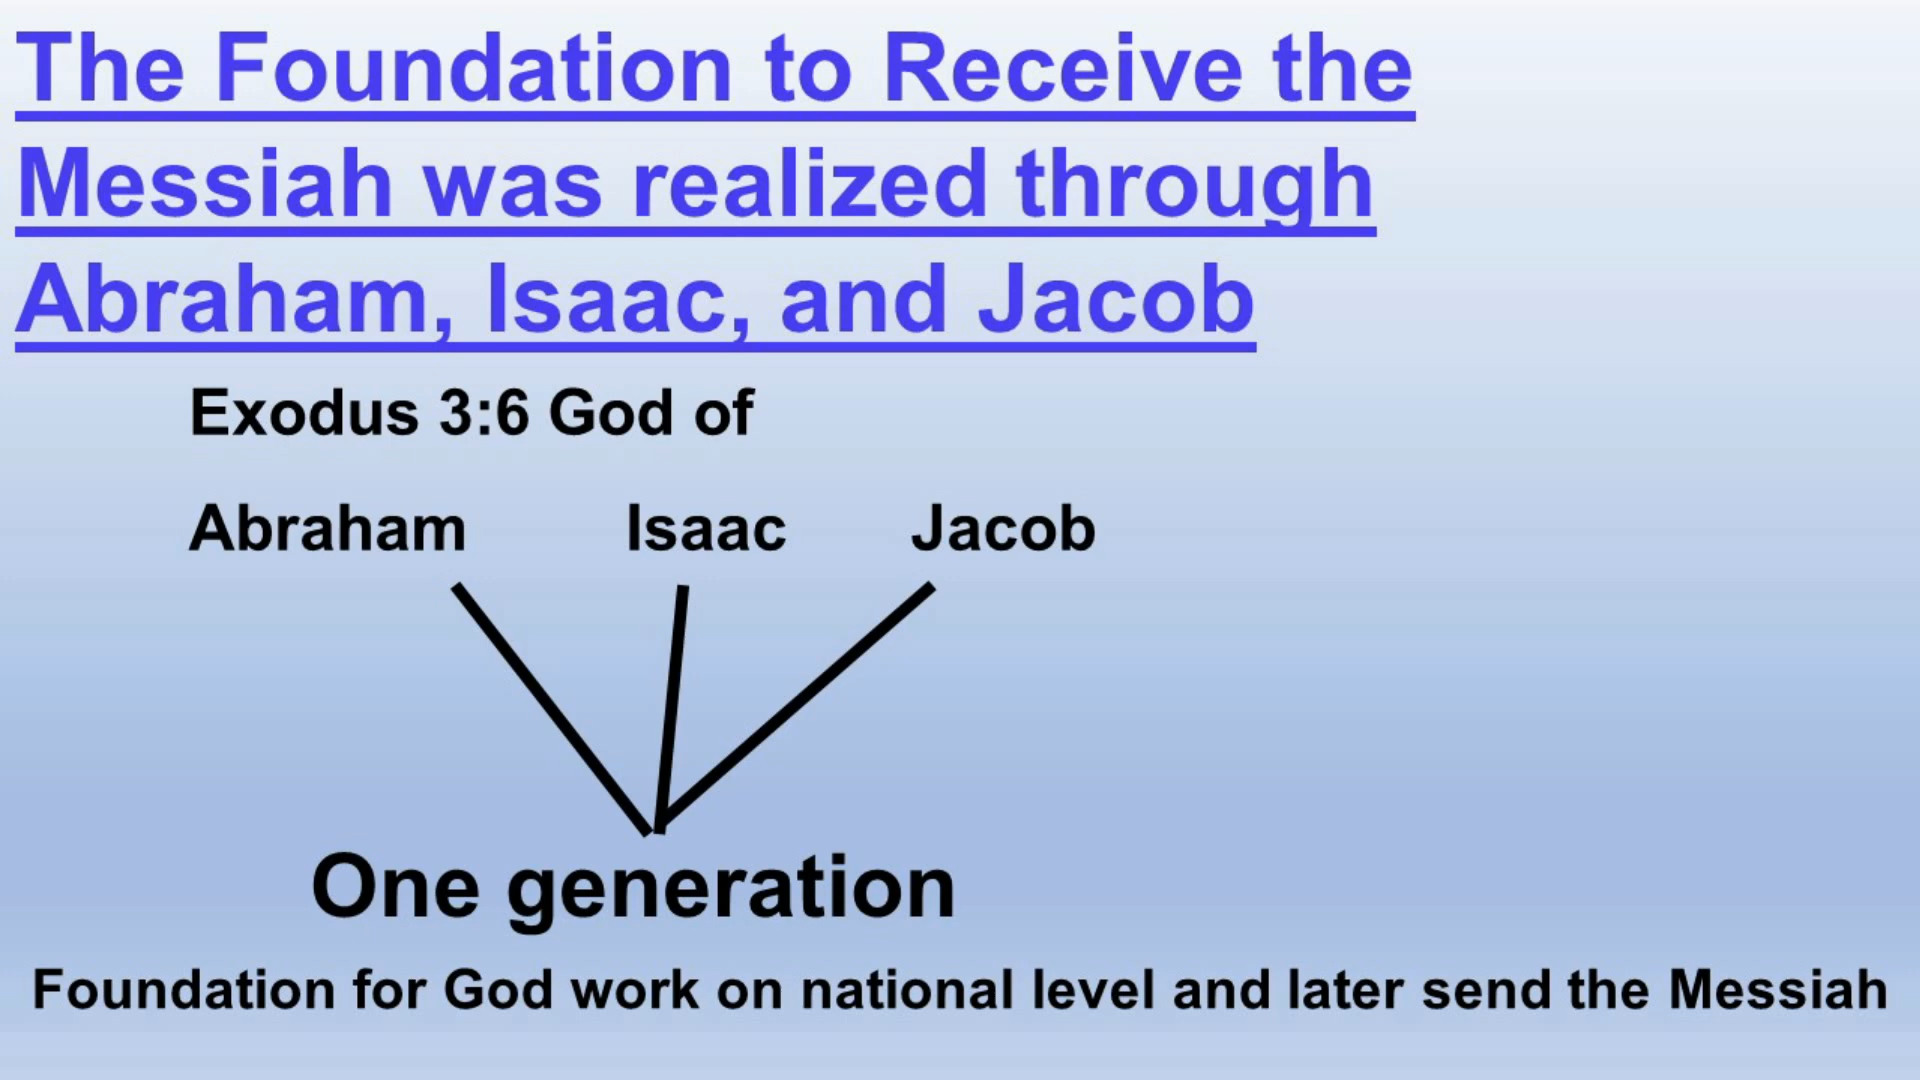 The Foundation to Receive the
Messiah was realized through
Abraham, Isaac, and Jacob
Exodus 3:6 God of
Abraham Isaac Jacob
One generation
Foundation for God work on national level and later send the Messiah